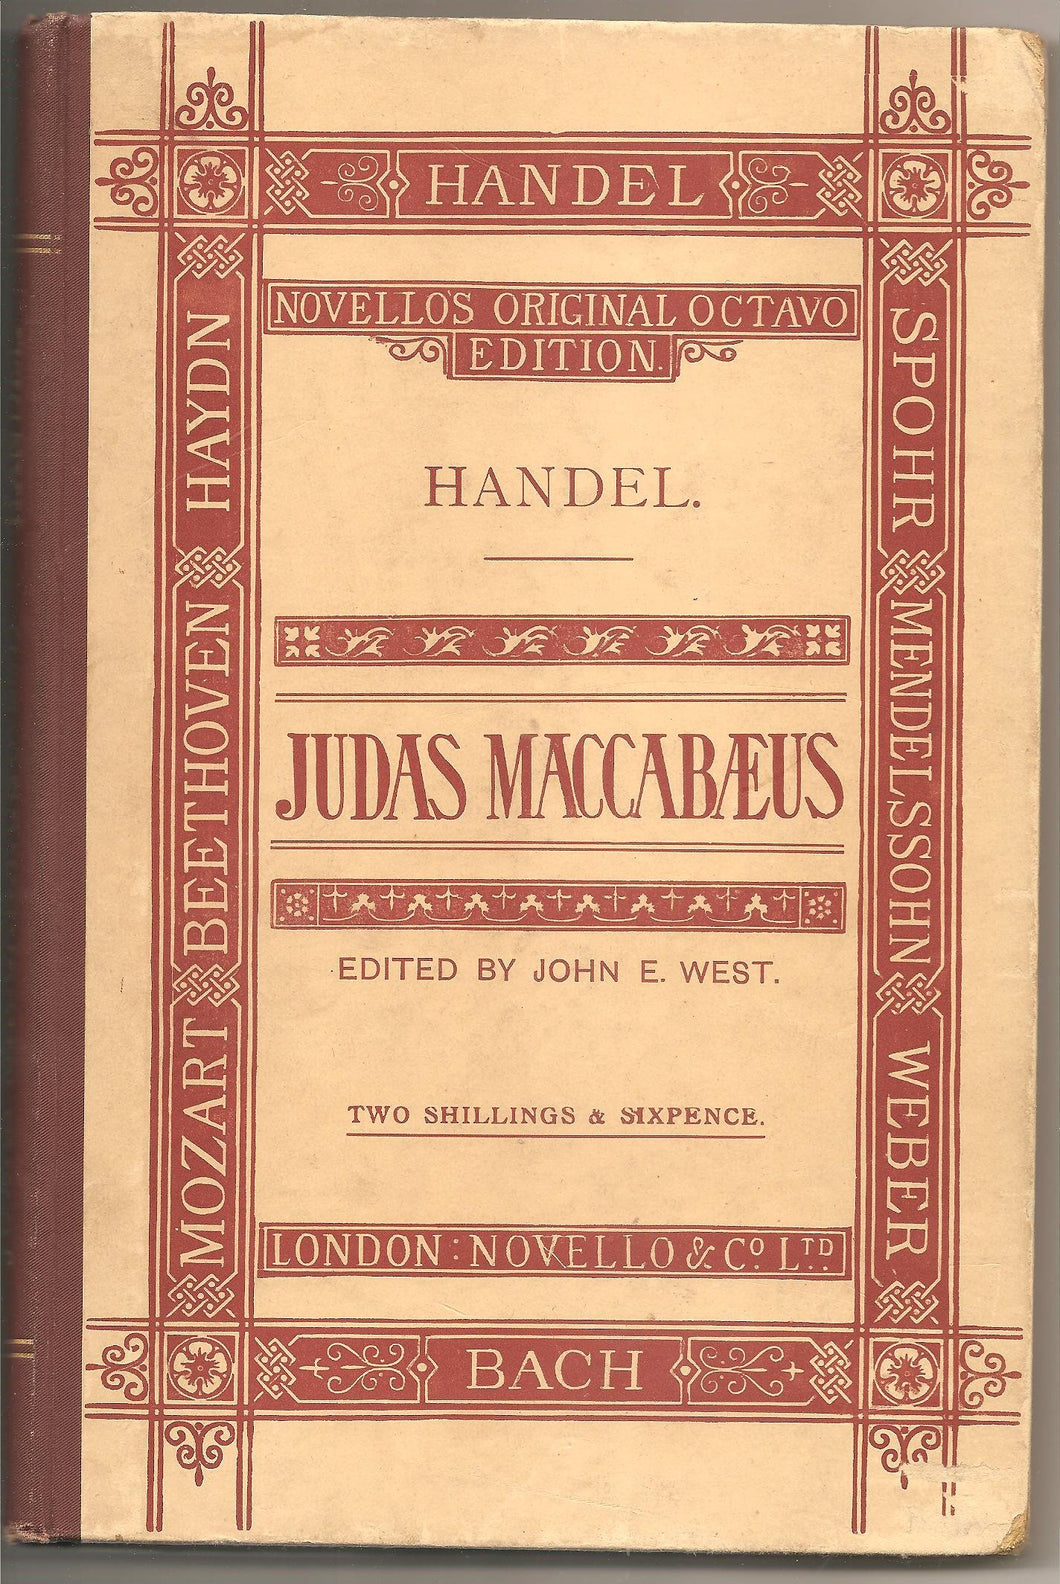 HANDEL
NOVELLO'S ORIGINAL OCTAVO
EDITION.
HANDEL.
JUDAS MACCABÆUS
EDITED BY JOHN E. WEST.
TWO SHILLINGS & SIXPENCE.
LONDON: NOVELLO & CO LTD.
BACH
HAYDN
BEETHOVEN
MOZART
SPOHR
MENDELSSOHN
WEBER